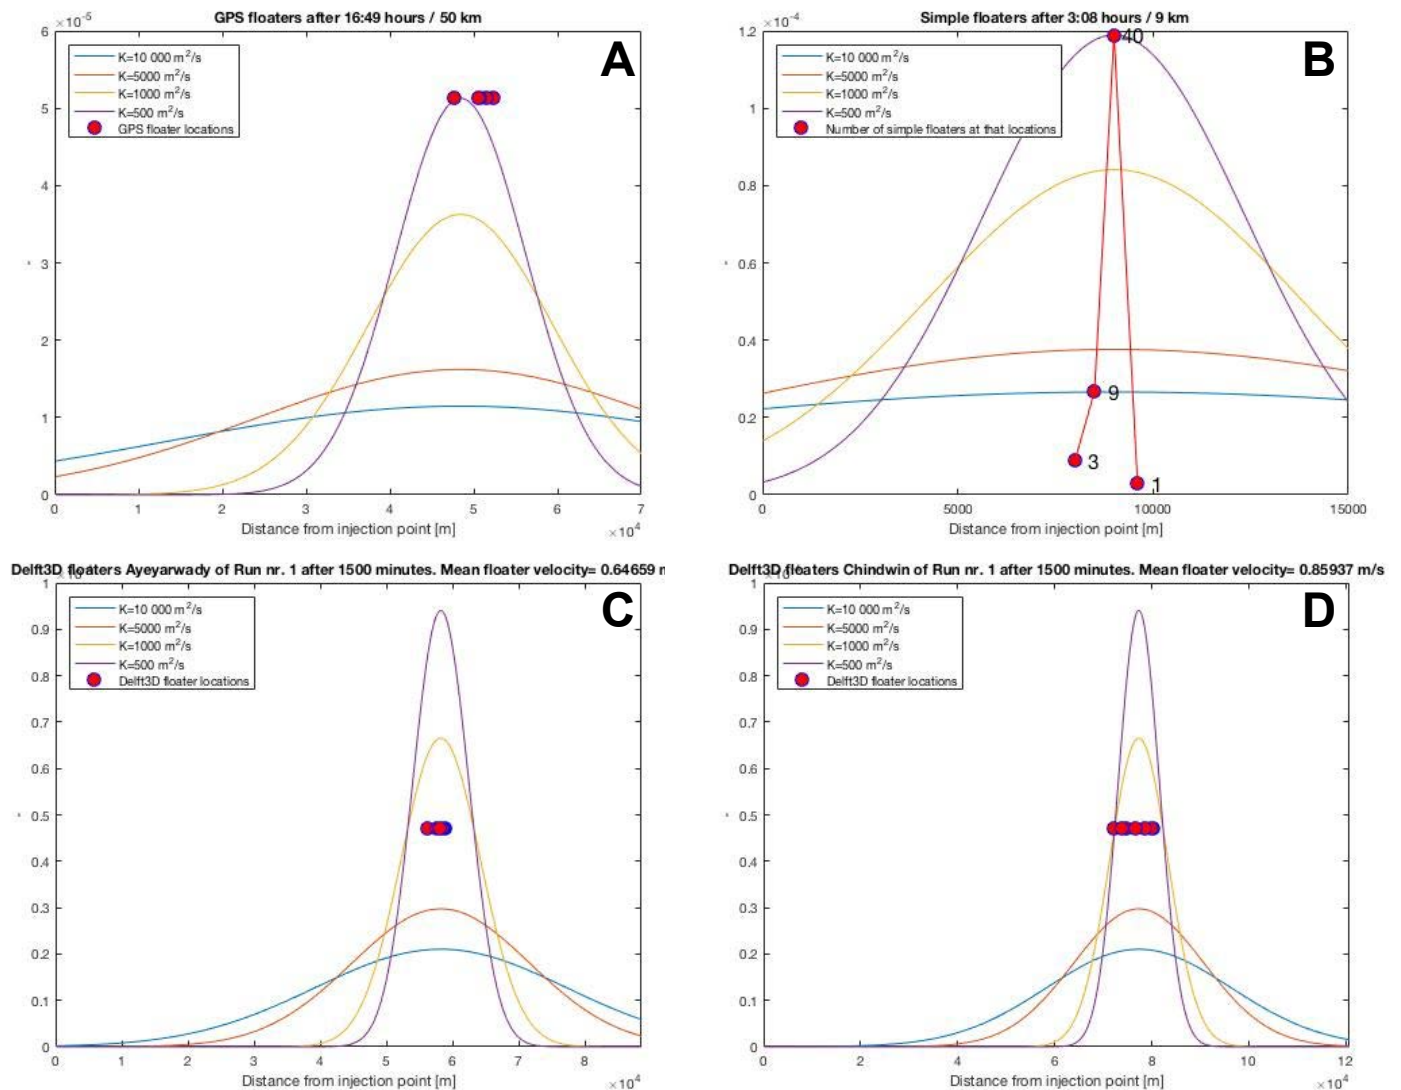 GPS floaters after 16:49 hours / 50 km
×10⁻⁵
A
K=10 000 m²/s
K=5000 m²/s
K=1000 m²/s
K=500 m²/s
GPS floater locations
6
5
4
3
2
1
0
0 1 2 3 4 5 6 7
Distance from injection point [m]
×10⁴
Simple floaters after 3:08 hours / 9 km
×10⁻⁴
B
K=10 000 m²/s
K=5000 m²/s
K=1000 m²/s
K=500 m²/s
Number of simple floaters at that locations
40
9
3
1
1.2
1
0.8
0.6
0.4
0.2
0
0 5000 10000 15000
Distance from injection point [m]
Delft3D floaters Ayeyarwady of Run nr. 1 after 1500 minutes. Mean floater velocity= 0.64659
C
K=10 000 m²/s
K=5000 m²/s
K=1000 m²/s
K=500 m²/s
Delft3D floater locations
1
0.9
0.8
0.7
0.6
0.5
0.4
0.3
0.2
0.1
0
0 1 2 3 4 5 6 7 8
Distance from injection point [m]
×10⁴
Delft3D floaters Chindwin of Run nr. 1 after 1500 minutes. Mean floater velocity= 0.85937 m/s
D
K=10 000 m²/s
K=5000 m²/s
K=1000 m²/s
K=500 m²/s
Delft3D floater locations
1
0.9
0.8
0.7
0.6
0.5
0.4
0.3
0.2
0.1
0
0 2 4 6 8 10 12
Distance from injection point [m]
×10⁴